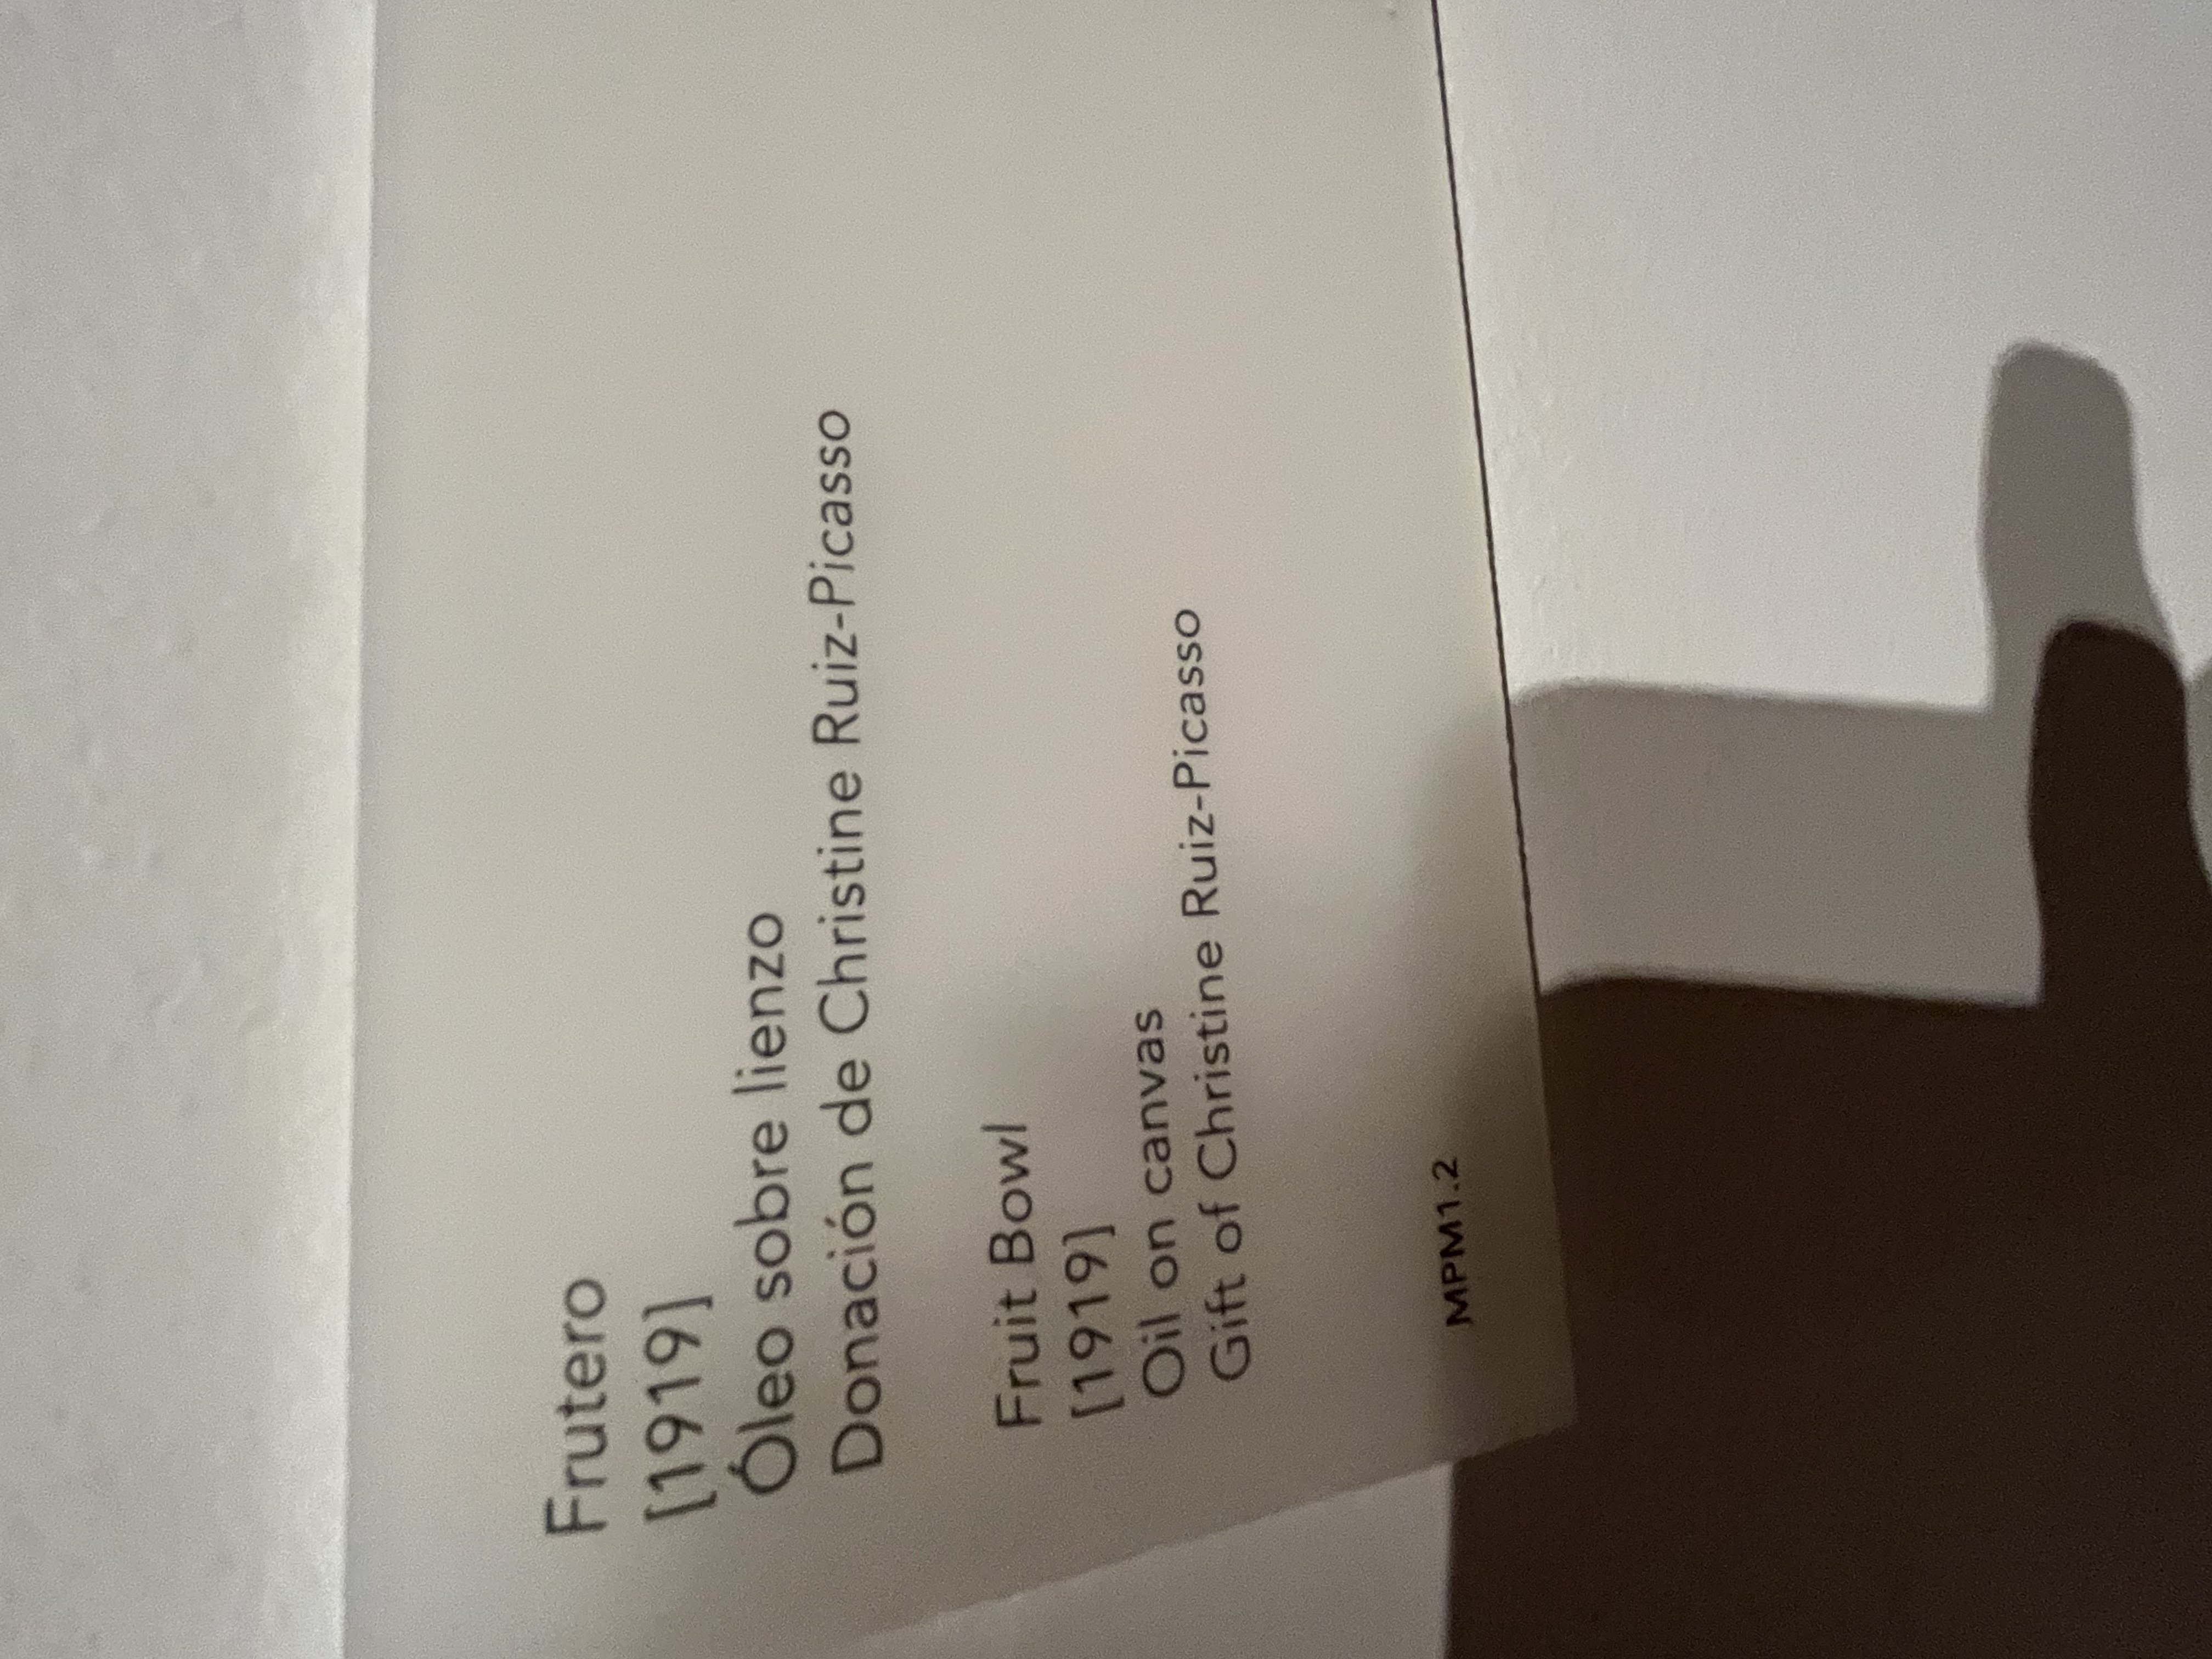 Frutero
[1919]
Óleo sobre lienzo
Donación de Christine Ruiz-Picasso
Fruit Bowl
[1919]
Oil on canvas
Gift of Christine Ruiz-Picasso
MPM1.2